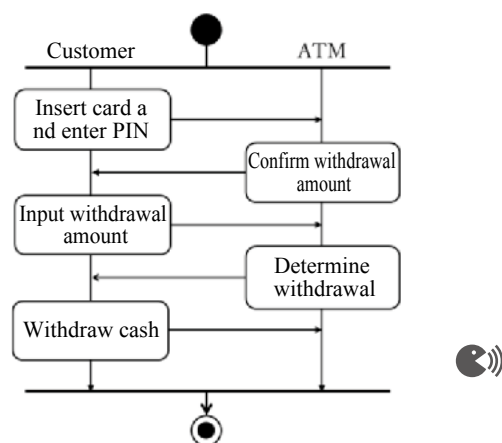 Customer
ATM
Insert card a
nd enter PIN
Confirm withdrawal
amount
Input withdrawal
amount
Determine
withdrawal
Withdraw cash